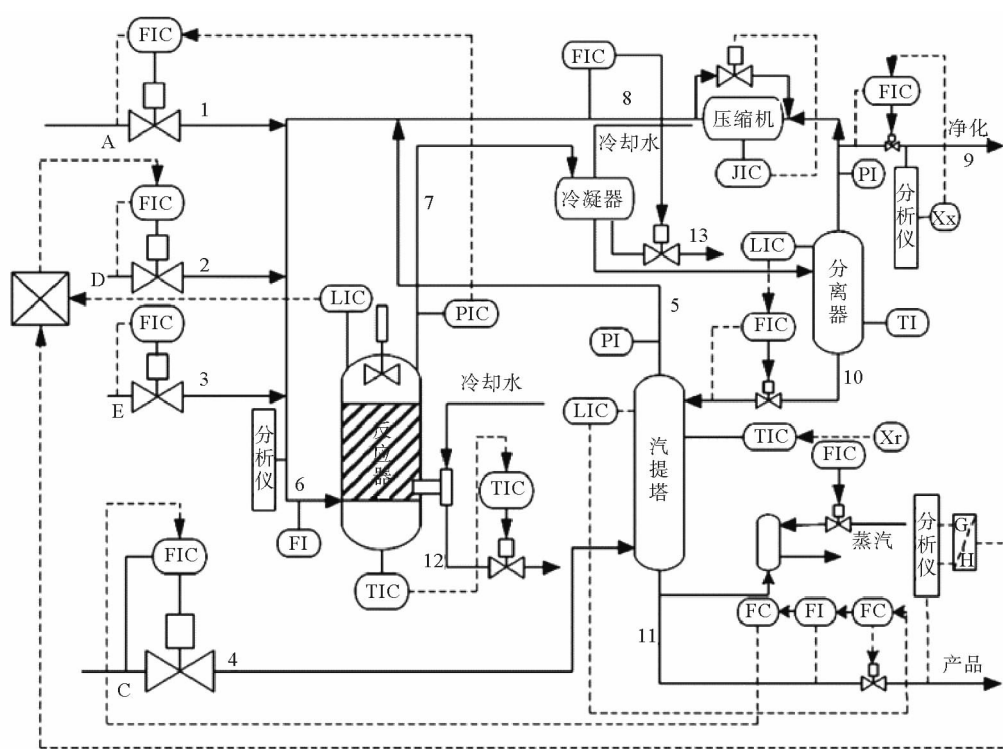 FIC
1
A
FIC
8
冷却水
压缩机
JIC
FIC
净化
9
PI
分析仪
Xx
7
冷凝器
13
FIC
D
2
LIC
分离器
LIC
PIC
5
FIC
TI
FIC
3
E
PI
10
冷却水
LIC
汽提塔
TIC
Xr
分析仪
反应器
6
TIC
FIC
FI
蒸汽
分析仪
G
H
FIC
12
TIC
FC
FI
FC
11
4
C
产品